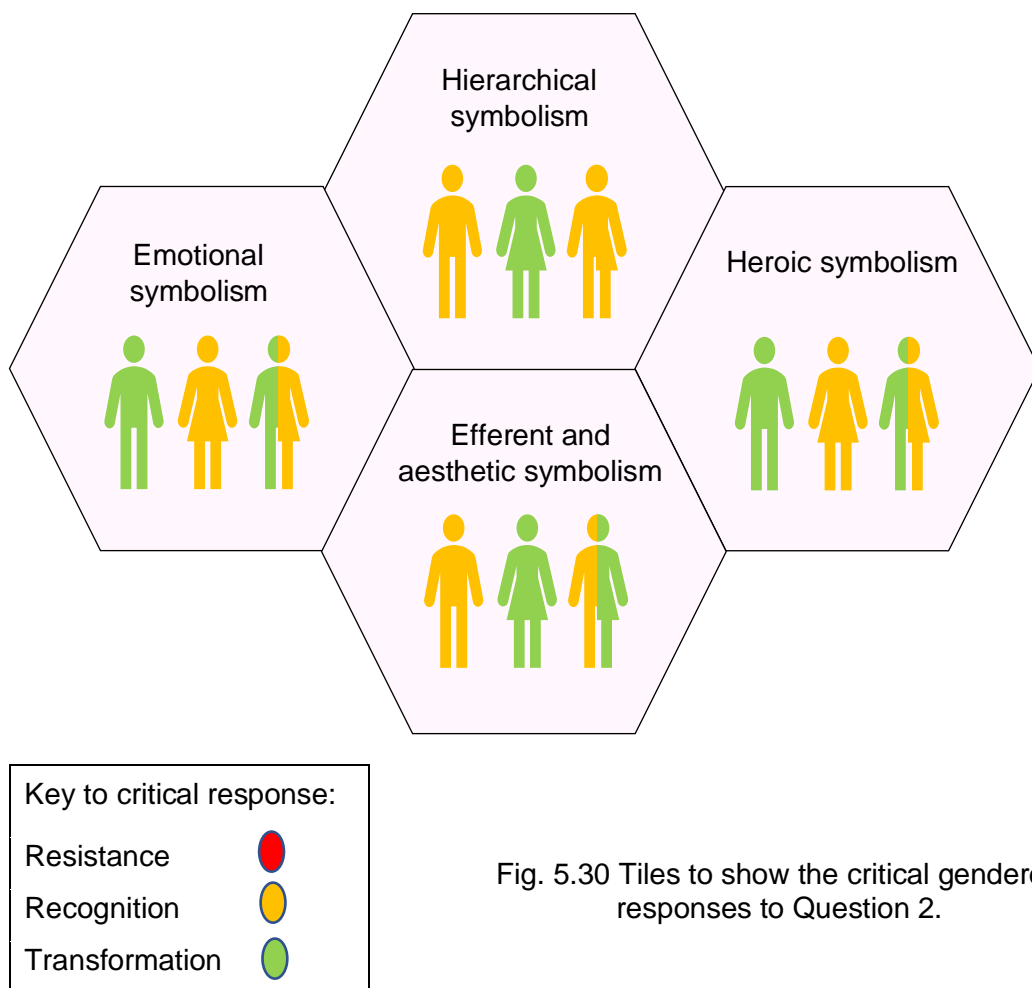 Hierarchical
symbolism
Emotional
symbolism
Heroic symbolism
Efferent and
aesthetic symbolism
Key to critical response:
Resistance
Recognition
Transformation
Fig. 5.30 Tiles to show the critical gendere
responses to Question 2.